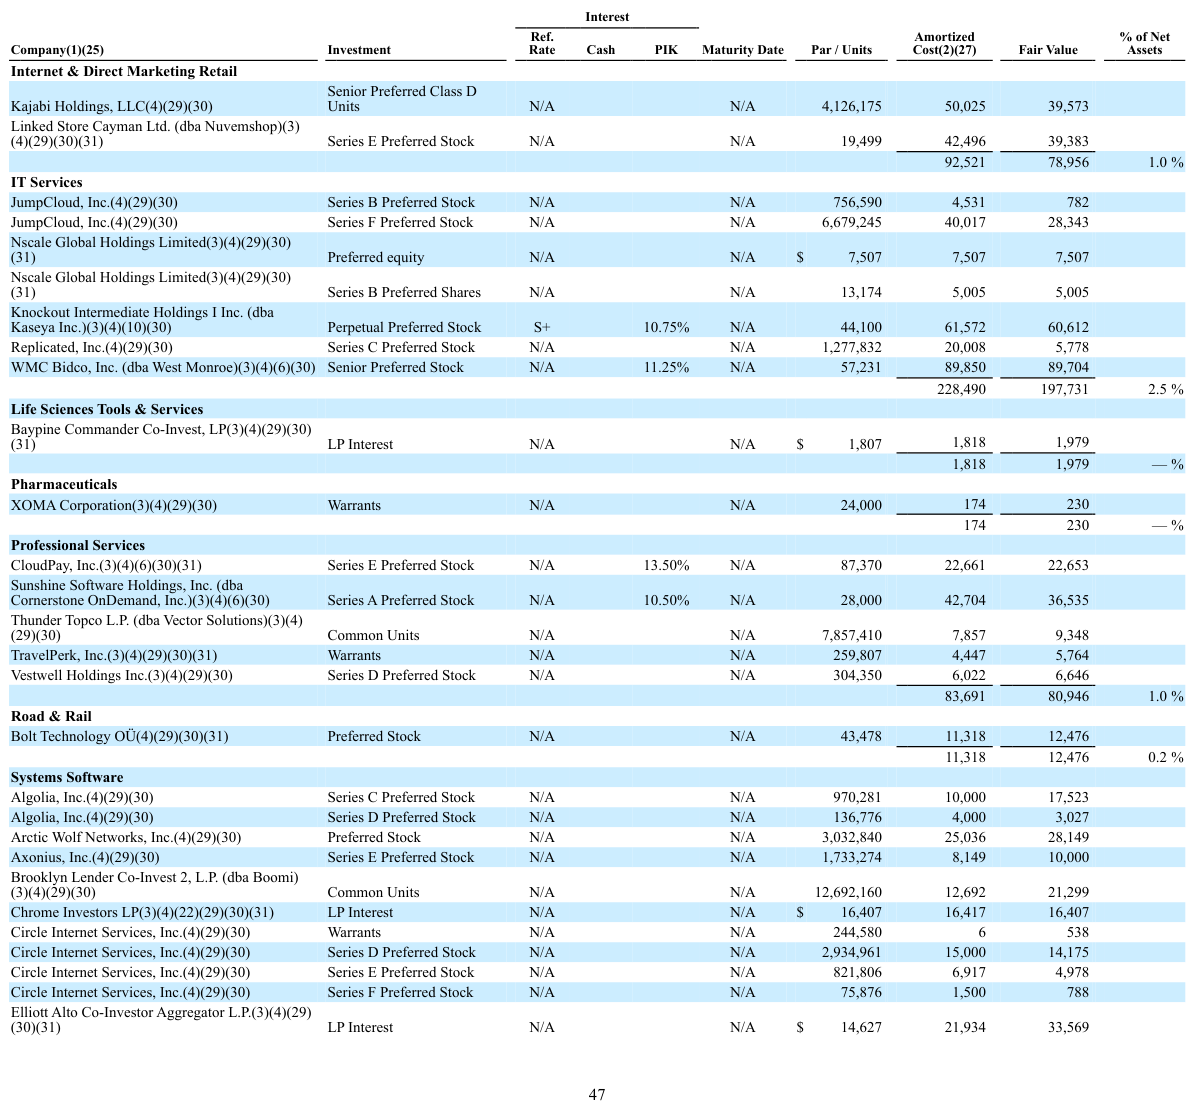 Interest
Company(1)(25) Investment Ref. Rate Cash PIK Maturity Date Par / Units Amortized Cost(2)(27) Fair Value % of Net Assets
Internet & Direct Marketing Retail
Kajabi Holdings, LLC(4)(29)(30) Senior Preferred Class D Units N/A N/A 4,126,175 50,025 39,573
Linked Store Cayman Ltd. (dba Nuvemshop)(3)
(4)(29)(30)(31) Series E Preferred Stock N/A N/A 19,499 42,496 39,383
92,521 78,956 1.0 %
IT Services
JumpCloud, Inc.(4)(29)(30) Series B Preferred Stock N/A N/A 756,590 4,531 782
JumpCloud, Inc.(4)(29)(30) Series F Preferred Stock N/A N/A 6,679,245 40,017 28,343
Nscale Global Holdings Limited(3)(4)(29)(30)
(31) Preferred equity N/A N/A $ 7,507 7,507 7,507
Nscale Global Holdings Limited(3)(4)(29)(30)
(31) Series B Preferred Shares N/A N/A 13,174 5,005 5,005
Knockout Intermediate Holdings I Inc. (dba
Kaseya Inc.)(3)(4)(10)(30) Perpetual Preferred Stock S+ 10.75% N/A 44,100 61,572 60,612
Replicated, Inc.(4)(29)(30) Series C Preferred Stock N/A N/A 1,277,832 20,008 5,778
WMC Bidco, Inc. (dba West Monroe)(3)(4)(6)(30) Senior Preferred Stock N/A 11.25% N/A 57,231 89,850 89,704
228,490 197,731 2.5 %
Life Sciences Tools & Services
Baypine Commander Co-Invest, LP(3)(4)(29)(30)
(31) LP Interest N/A N/A $ 1,807 1,818 1,979
1,818 1,979 — %
Pharmaceuticals
XOMA Corporation(3)(4)(29)(30) Warrants N/A N/A 24,000 174 230
174 230 — %
Professional Services
CloudPay, Inc.(3)(4)(6)(30)(31) Series E Preferred Stock N/A 13.50% N/A 87,370 22,661 22,653
Sunshine Software Holdings, Inc. (dba
Cornerstone OnDemand, Inc.)(3)(4)(6)(30) Series A Preferred Stock N/A 10.50% N/A 28,000 42,704 36,535
Thunder Topco L.P. (dba Vector Solutions)(3)(4)
(29)(30) Common Units N/A N/A 7,857,410 7,857 9,348
TravelPerk, Inc.(3)(4)(29)(30)(31) Warrants N/A N/A 259,807 4,447 5,764
Vestwell Holdings Inc.(3)(4)(29)(30) Series D Preferred Stock N/A N/A 304,350 6,022 6,646
83,691 80,946 1.0 %
Road & Rail
Bolt Technology OÜ(4)(29)(30)(31) Preferred Stock N/A N/A 43,478 11,318 12,476
11,318 12,476 0.2 %
Systems Software
Algolia, Inc.(4)(29)(30) Series C Preferred Stock N/A N/A 970,281 10,000 17,523
Algolia, Inc.(4)(29)(30) Series D Preferred Stock N/A N/A 136,776 4,000 3,027
Arctic Wolf Networks, Inc.(4)(29)(30) Preferred Stock N/A N/A 3,032,840 25,036 28,149
Axonius, Inc.(4)(29)(30) Series E Preferred Stock N/A N/A 1,733,274 8,149 10,000
Brooklyn Lender Co-Invest 2, L.P. (dba Boomi)
(3)(4)(29)(30) Common Units N/A N/A 12,692,160 12,692 21,299
Chrome Investors LP(3)(4)(22)(29)(30)(31) LP Interest N/A N/A $ 16,407 16,417 16,407
Circle Internet Services, Inc.(4)(29)(30) Warrants N/A N/A 244,580 6 538
Circle Internet Services, Inc.(4)(29)(30) Series D Preferred Stock N/A N/A 2,934,961 15,000 14,175
Circle Internet Services, Inc.(4)(29)(30) Series E Preferred Stock N/A N/A 821,806 6,917 4,978
Circle Internet Services, Inc.(4)(29)(30) Series F Preferred Stock N/A N/A 75,876 1,500 788
Elliott Alto Co-Investor Aggregator L.P.(3)(4)(29)
(30)(31) LP Interest N/A N/A $ 14,627 21,934 33,569
47